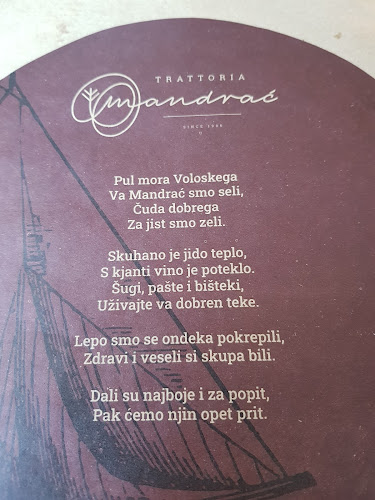 TRATTORIA
Mandrać
Pul mora Voloskega
Va Mandrać smo seli,
Čuda dobrega
Za jist smo zeli.
Skuhano je jido teplo,
S kjanti vino je poteklo.
Šugi, pašte i bišteki,
Uživajte va dobren teke.
Lepo smo se ondeka pokrepili,
Zdravi i veseli si skupa bili.
Dali su najboje i za popit,
Pak ćemo njin opet prit.